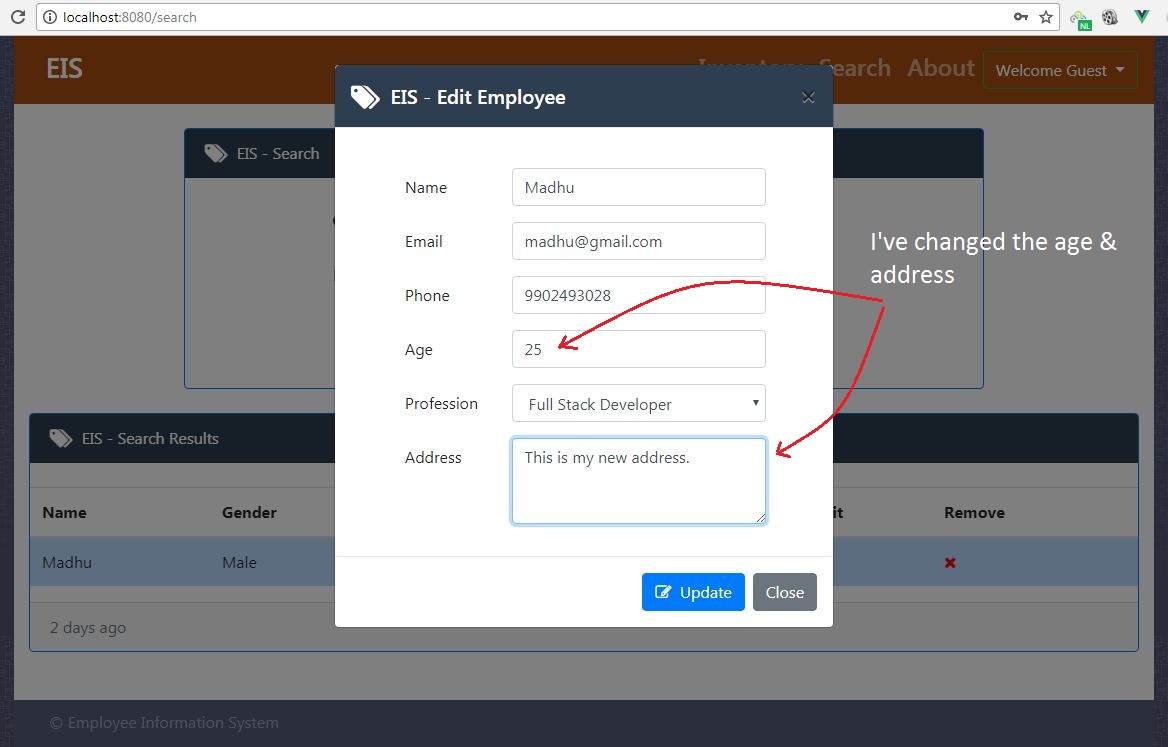 localhost:8080/search
NL
EIS
Search About Welcome Guest
EIS - Edit Employee
EIS - Search
Name Madhu
Email madhu@gmail.com
I've changed the age &
address
Phone 9902493028
Age 25
Profession Full Stack Developer
EIS - Search Results
Address This is my new address.
Name Gender Remove
Madhu Male
Update Close
2 days ago
© Employee Information System